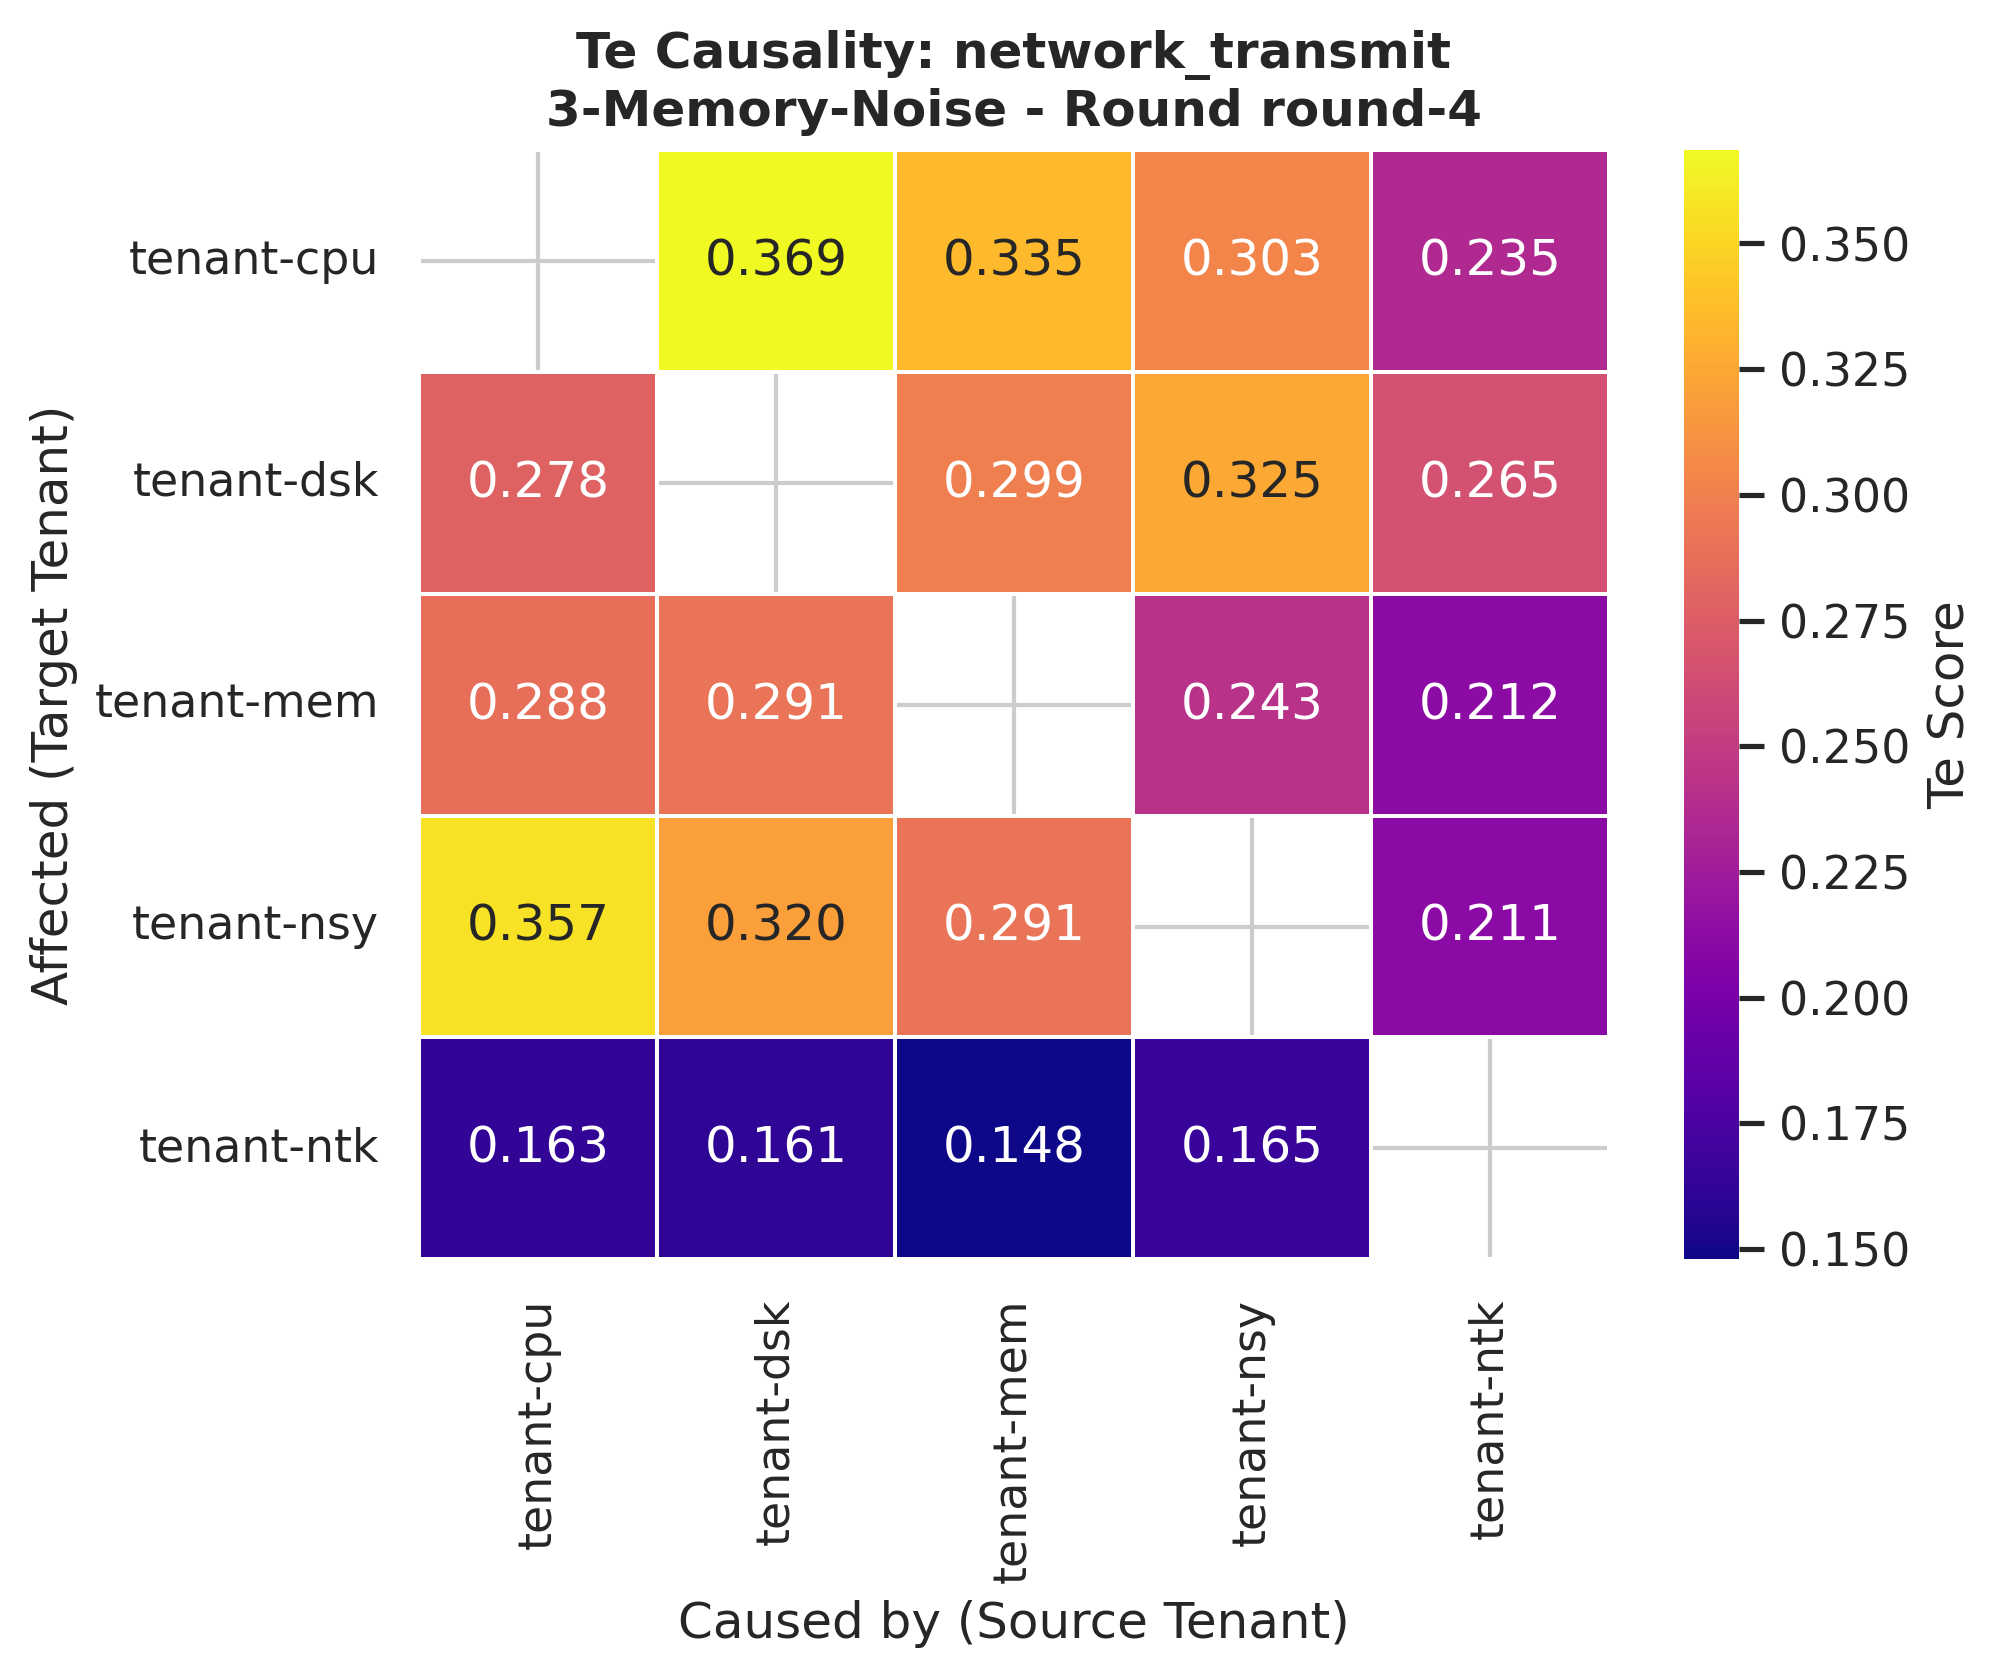 Te Causality: network_transmit
3-Memory-Noise - Round round-4
Affected (Target Tenant)
tenant-cpu 0.369 0.335 0.303 0.235
tenant-dsk 0.278 0.299 0.325 0.265
tenant-mem 0.288 0.291 0.243 0.212
tenant-nsy 0.357 0.320 0.291 0.211
tenant-ntk 0.163 0.161 0.148 0.165
tenant-cpu
tenant-dsk
tenant-mem
tenant-nsy
tenant-ntk
Caused by (Source Tenant)
0.350
0.325
0.300
0.275
0.250
0.225
0.200
0.175
0.150
Te Score